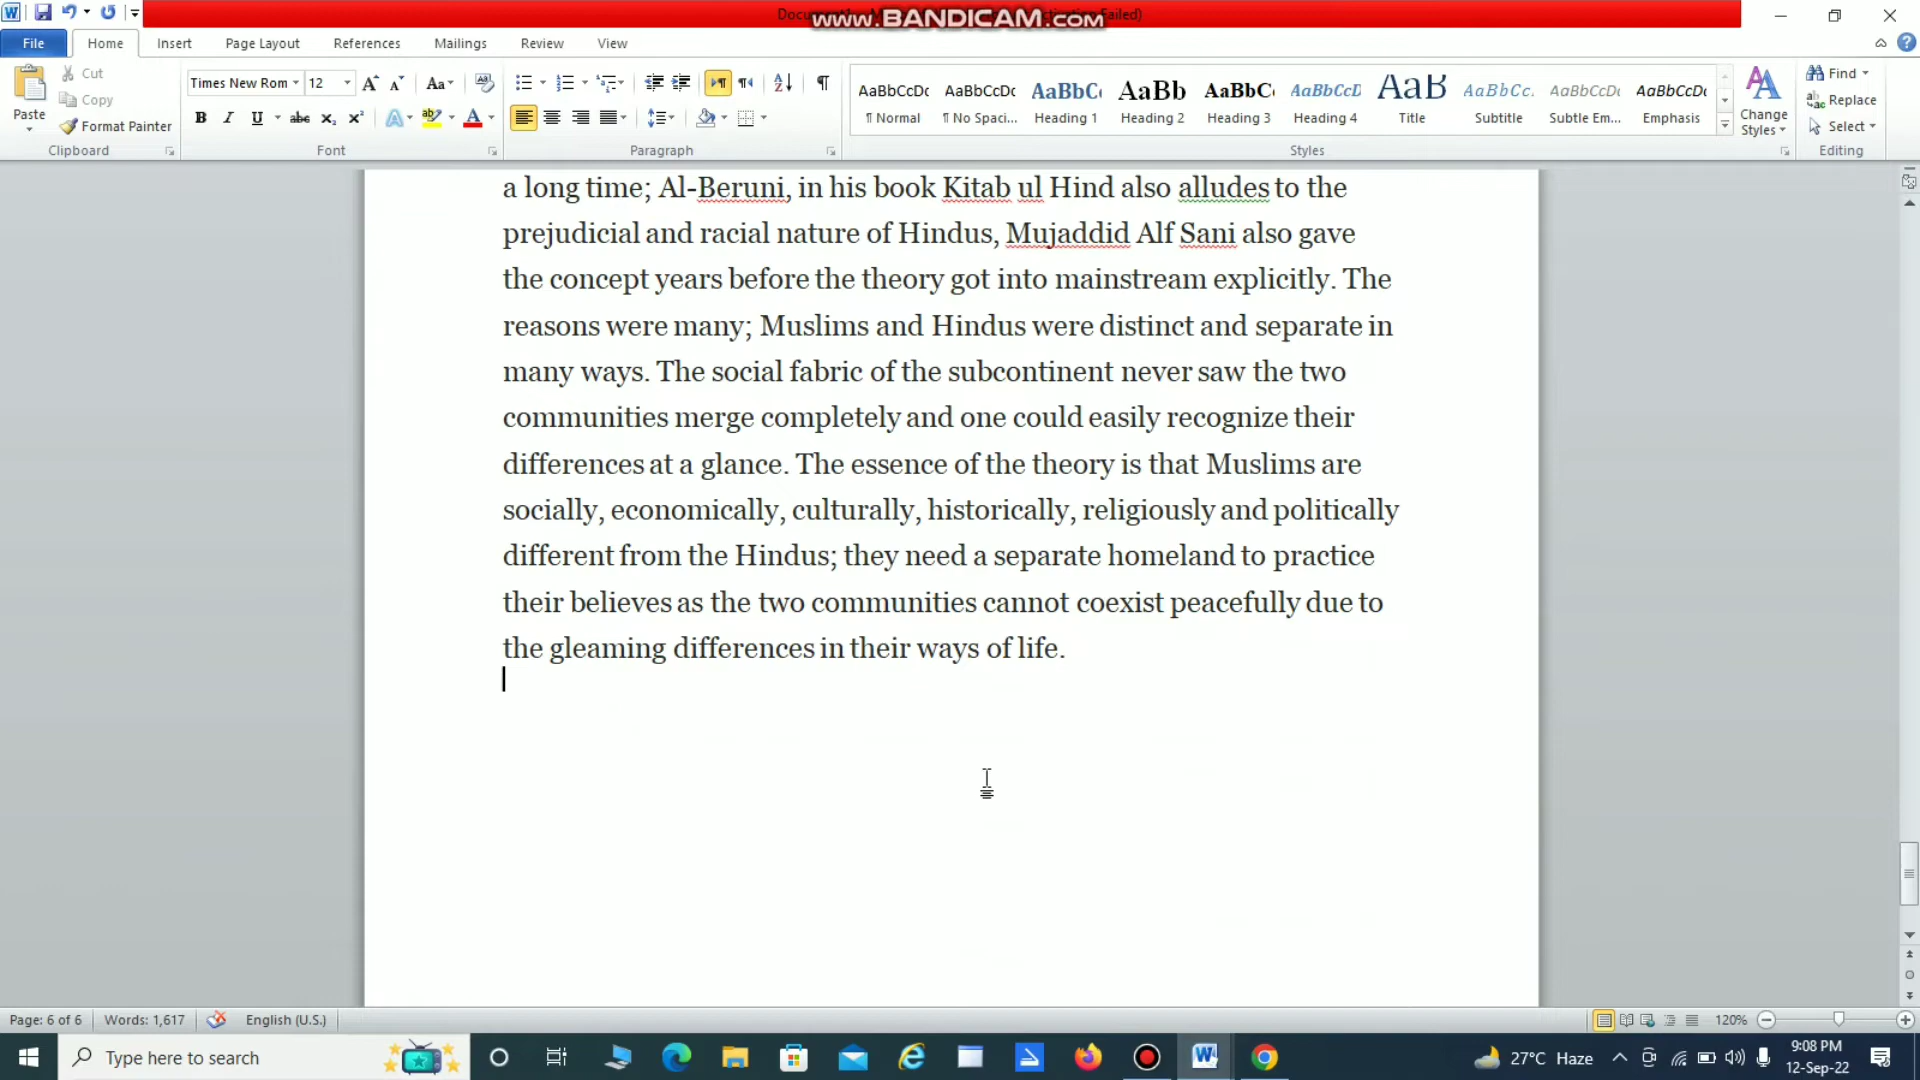 www.BANDICAM.com
File Home Insert Page Layout References Mailings Review View
Cut
Copy
Paste
Format Painter
Clipboard
Times New Rom 12
Font
Paragraph
AaBbCcDc AaBbCcDc AaBbC AaBb AaBbC AaBbCcD AaB AaBbCc. AaBbCcDc AaBbCcDc
¶ Normal ¶ No Spaci... Heading 1 Heading 2 Heading 3 Heading 4 Title Subtitle Subtle Em... Emphasis
Styles
Change Styles
Find
Replace
Select
Editing
a long time; Al-Beruni, in his book Kitab ul Hind also alludes to the
prejudicial and racial nature of Hindus, Mujaddid Alf Sani also gave
the concept years before the theory got into mainstream explicitly. The
reasons were many; Muslims and Hindus were distinct and separate in
many ways. The social fabric of the subcontinent never saw the two
communities merge completely and one could easily recognize their
differences at a glance. The essence of the theory is that Muslims are
socially, economically, culturally, historically, religiously and politically
different from the Hindus; they need a separate homeland to practice
their believes as the two communities cannot coexist peacefully due to
the gleaming differences in their ways of life.
Page: 6 of 6 Words: 1,617 English (U.S.) 120%
Type here to search
27°C Haze
9:08 PM
12-Sep-22